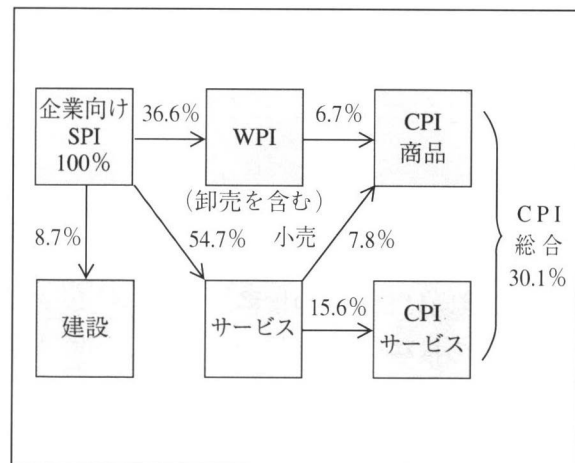 企業向け
SPI
100%
36.6%
WPI
6.7%
CPI
商品
(卸売を含む)
8.7%
54.7%
小売
7.8%
CPI
総合
30.1%
建設
サービス
15.6%
CPI
サービス